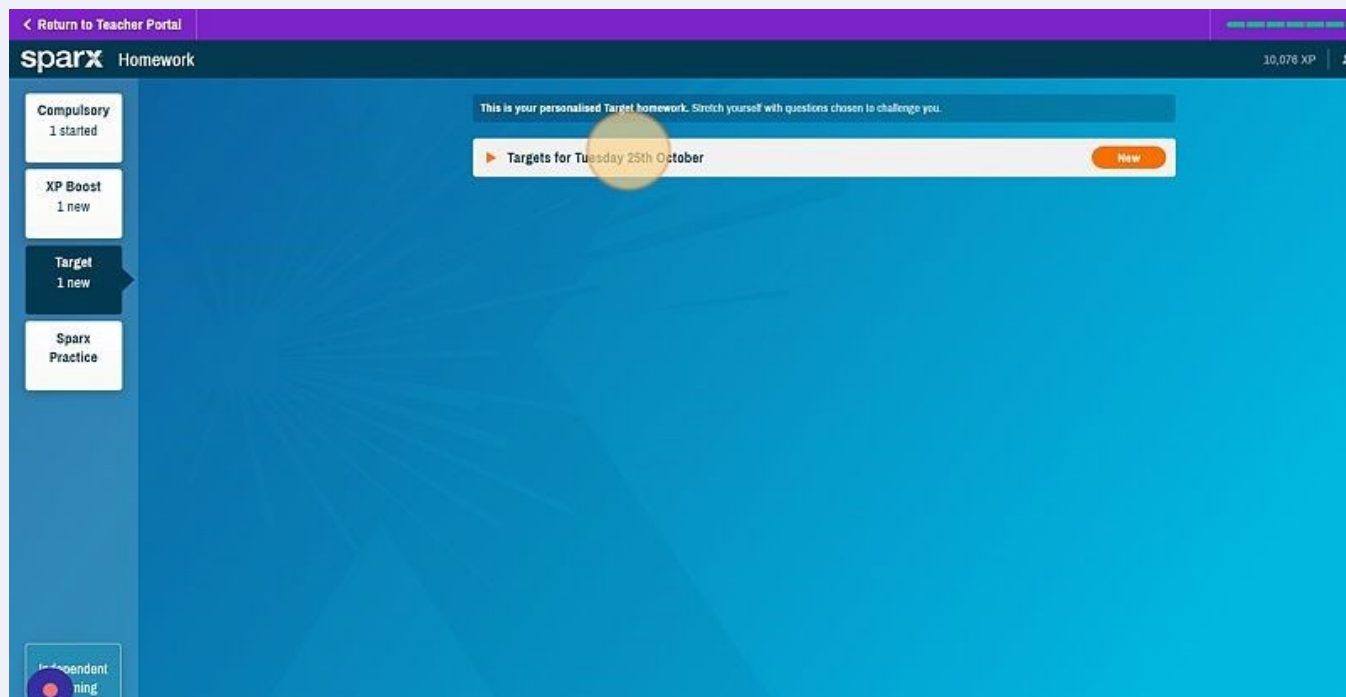 Return to Teacher Portal
sparx Homework
10,076 XP
Compulsory
1 started
XP Boost
1 new
Target
1 new
Sparx
Practice
This is your personalised Target homework. Stretch yourself with questions chosen to challenge you.
Targets for Tuesday 25th October
New